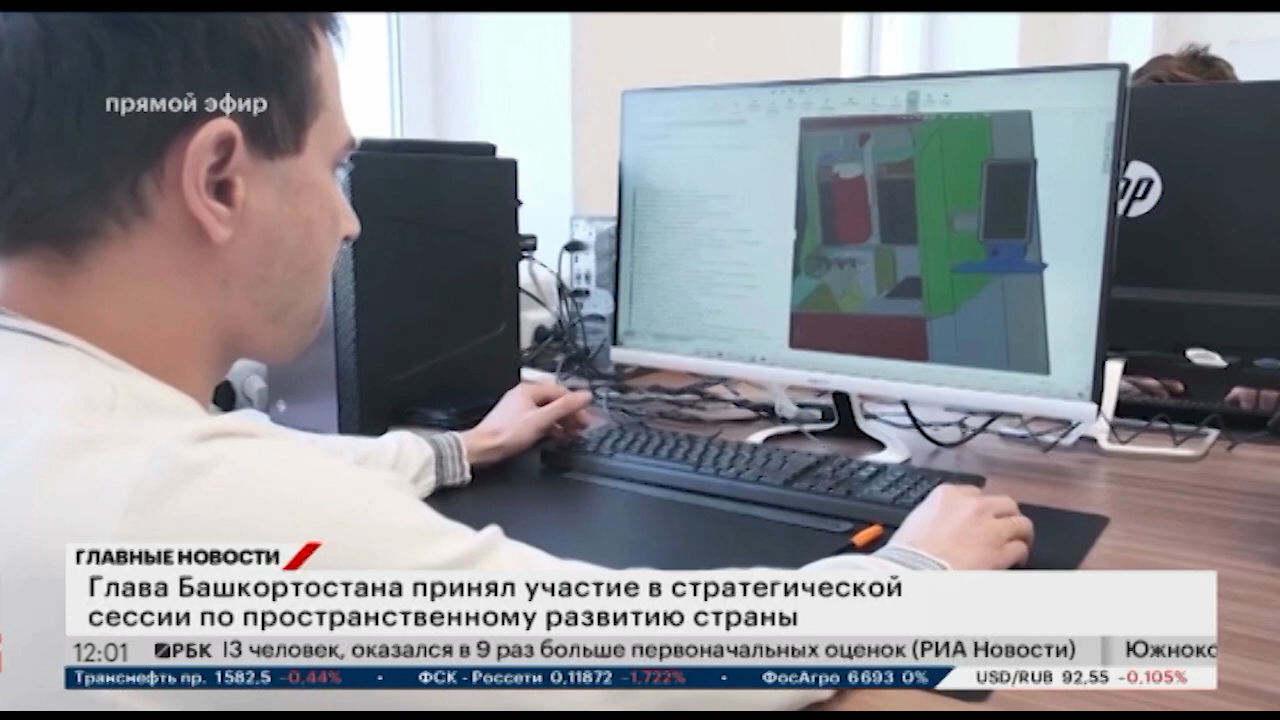 прямой эфир
hp
ГЛАВНЫЕ НОВОСТИ
Глава Башкортостана принял участие в стратегической
сессии по пространственному развитию страны
12:01 РБК 13 человек, оказался в 9 раз больше первоначальных оценок (РИА Новости) Южноко
Транснефть пр. 1582,5 -0,44% • ФСК - Россети 0,11872 -1,722% • ФосАгро 6693 0% USD/RUB 92,55 -0,105%